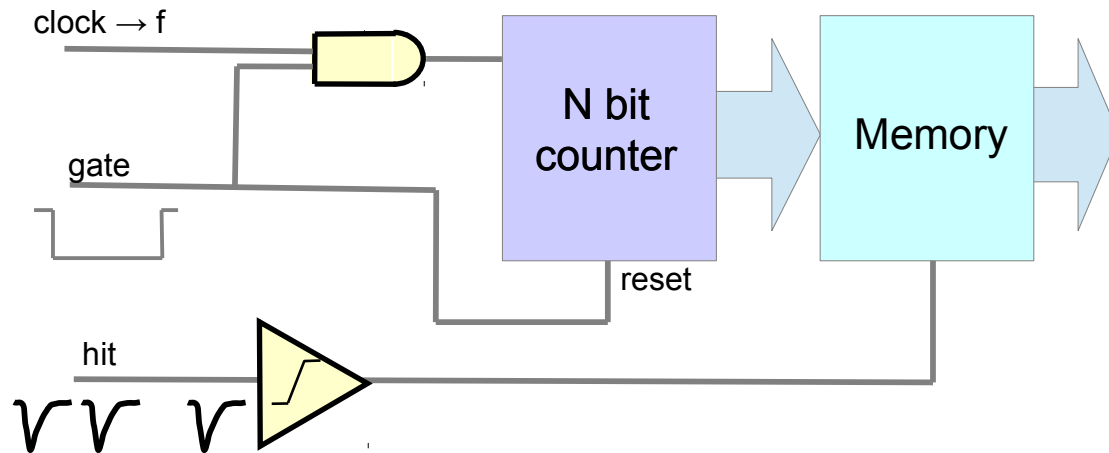 clock → f
N bit
counter
Memory
gate
reset
hit